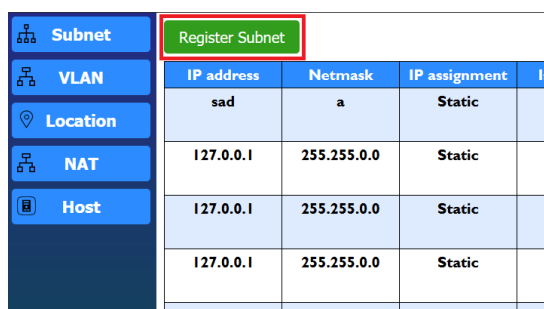 Subnet
VLAN
Location
NAT
Host
Register Subnet
IP address Netmask IP assignment
sad a Static
127.0.0.1 255.255.0.0 Static
127.0.0.1 255.255.0.0 Static
127.0.0.1 255.255.0.0 Static